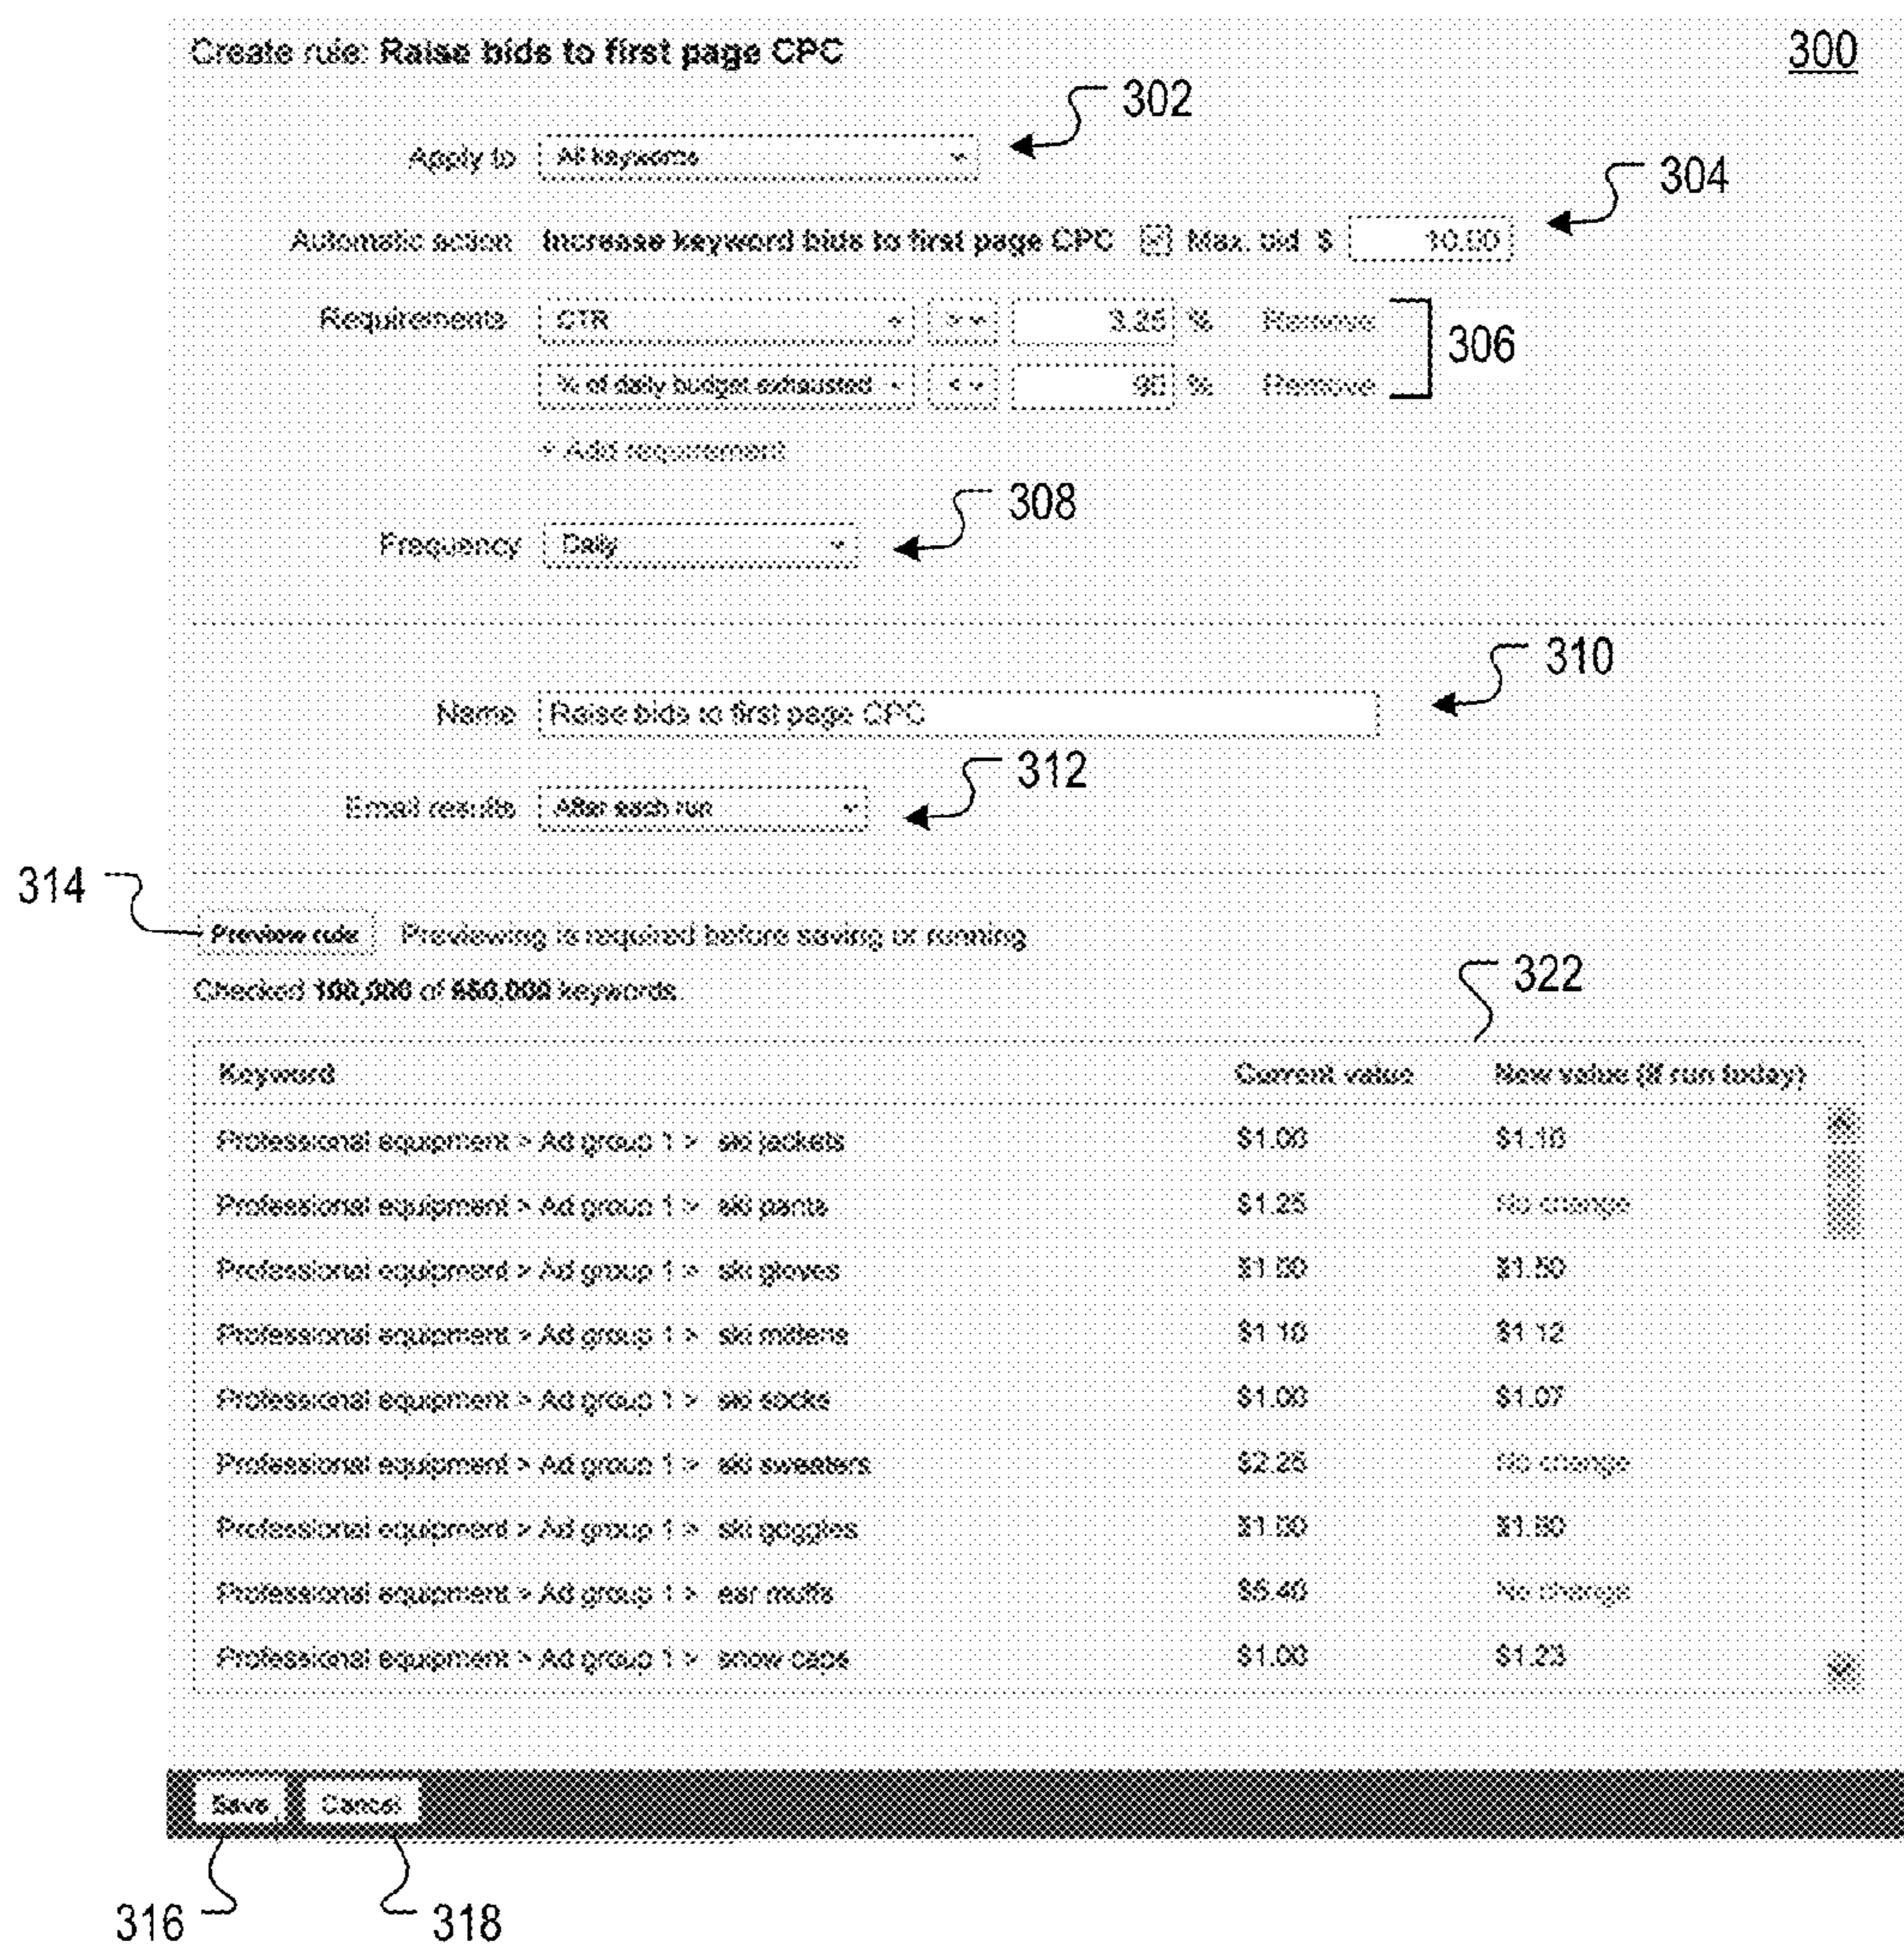 Create rule: Raise bids to first page CPC 300
302
Apply to All keywords
304
Automatic action Increase keyword bids to first page CPC Max. bid $ 10.00
Requirements CTR > 3.25 % Remove
306
% of daily budget exhausted < 90 % Remove
+ Add requirement
308
Frequency Daily
310
Name Raise bids to first page CPC
312
Email results After each run
314
Preview rule Previewing is required before saving or running
Checked 100,000 of keywords
322
Keyword Current value New value (if run today)
Professional equipment > Ad group 1 > ski jackets $1.00 $1.10
Professional equipment > Ad group 1 > ski pants $1.25 No change
Professional equipment > Ad group 1 > ski gloves $1.00 $1.50
Professional equipment > Ad group 1 > ski mittens $1.10 $1.12
Professional equipment > Ad group 1 > ski socks $1.00 $1.07
Professional equipment > Ad group 1 > ski sweaters $2.25 No change
Professional equipment > Ad group 1 > ski goggles $1.00
Professional equipment > Ad group 1 > ear muffs $5.40 No change
Professional equipment > Ad group 1 > snow caps $1.00 $1.23
Save Cancel
316 318